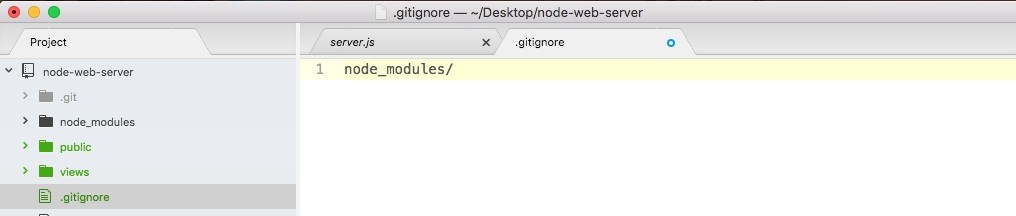 .gitignore — ~/Desktop/node-web-server
Project
server.js
.gitignore
node-web-server
.git
node_modules
public
views
.gitignore
1 node_modules/